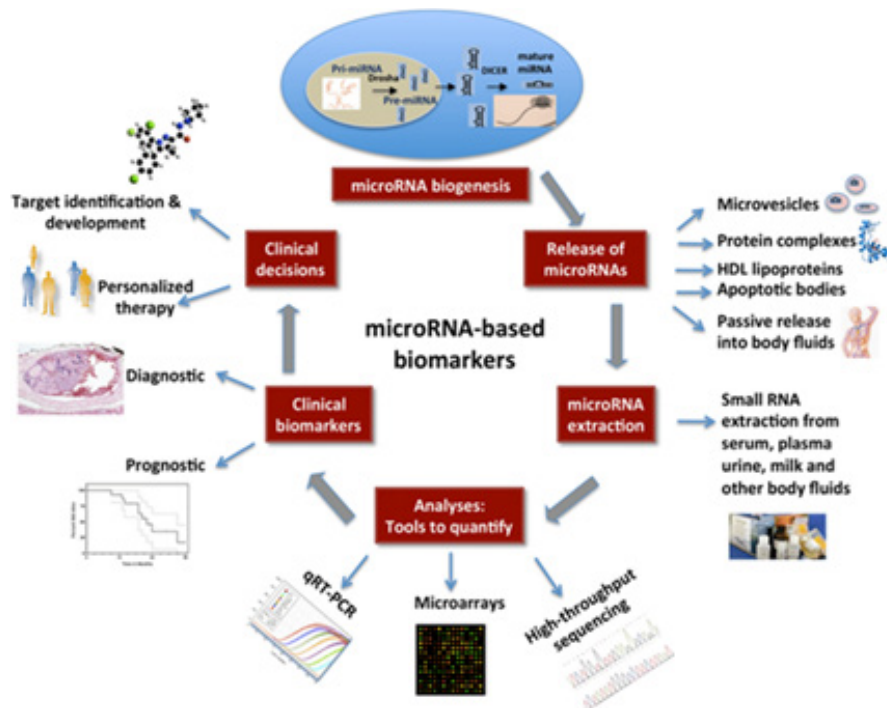 Pri-miRNA
Drosha
Pre-miRNA
DICER
mature
miRNA
microRNA biogenesis
Release of
microRNAs
Microvesicles
Protein complexes
HDL lipoproteins
Apoptotic bodies
Passive release
into body fluids
microRNA
extraction
Small RNA
extraction from
serum, plasma
urine, milk and
other body fluids
Analyses:
Tools to quantify
qRT-PCR
Microarrays
High-throughput
sequencing
Clinical
biomarkers
Diagnostic
Prognostic
Clinical
decisions
Target identification &
development
Personalized
therapy
microRNA-based
biomarkers